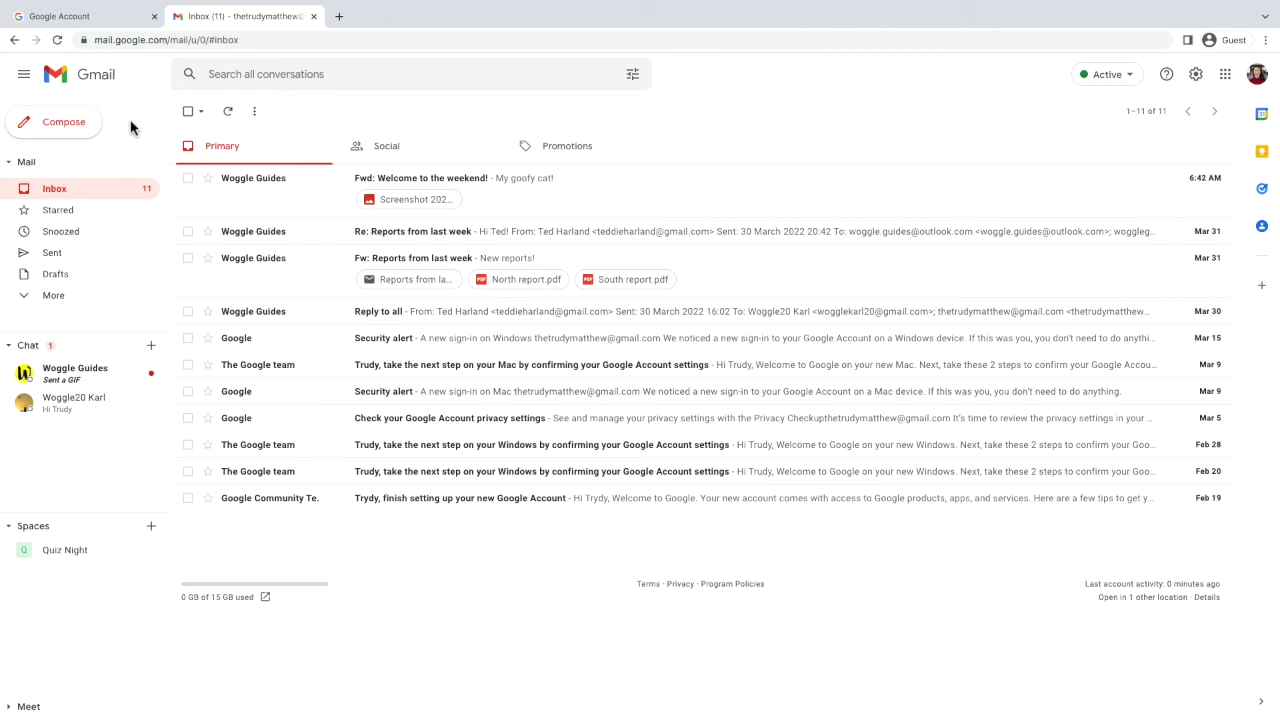 Google Account
Inbox (11) - thetrudymatthew@
mail.google.com/mail/u/0/#inbox
Guest
Gmail
Search all conversations
Active
Compose
1–11 of 11
Mail
Primary
Social
Promotions
Inbox 11
Starred
Snoozed
Sent
Drafts
More
Woggle Guides Fwd: Welcome to the weekend! - My goofy cat! 6:42 AM
Screenshot 202...
Woggle Guides Re: Reports from last week - Hi Ted! From: Ted Harland <teddieharland@gmail.com> Sent: 30 March 2022 20:42 To: woggle.guides@outlook.com <woggle.guides@outlook.com>; woggleg... Mar 31
Woggle Guides Fw: Reports from last week - New reports! Mar 31
Reports from la... North report.pdf South report.pdf
Woggle Guides Reply to all - From: Ted Harland <teddieharland@gmail.com> Sent: 30 March 2022 16:02 To: Woggle20 Karl <wogglekarl20@gmail.com>; thetrudymatthew@gmail.com <thetrudymatthew... Mar 30
Google Security alert - A new sign-in on Windows thetrudymatthew@gmail.com We noticed a new sign-in to your Google Account on a Windows device. If this was you, you don't need to do anythi... Mar 15
The Google team Trudy, take the next step on your Mac by confirming your Google Account settings - Hi Trudy, Welcome to Google on your new Mac. Next, take these 2 steps to confirm your Google Accou... Mar 9
Google Security alert - A new sign-in on Mac thetrudymatthew@gmail.com We noticed a new sign-in to your Google Account on a Mac device. If this was you, you don't need to do anything. Mar 9
Google Check your Google Account privacy settings - See and manage your privacy settings with the Privacy Checkupthetrudymatthew@gmail.com It's time to review the privacy settings in your ... Mar 5
The Google team Trudy, take the next step on your Windows by confirming your Google Account settings - Hi Trudy, Welcome to Google on your new Windows. Next, take these 2 steps to confirm your Goo... Feb 28
The Google team Trudy, take the next step on your Windows by confirming your Google Account settings - Hi Trudy, Welcome to Google on your new Windows. Next, take these 2 steps to confirm your Goo... Feb 20
Google Community Te. Trydy, finish setting up your new Google Account - Hi Trydy, Welcome to Google. Your new account comes with access to Google products, apps, and services. Here are a few tips to get y... Feb 19
Chat 1
Woggle Guides
Sent a GIF
Woggle20 Karl
Hi Trudy
Spaces
Q Quiz Night
Meet
0 GB of 15 GB used
Terms · Privacy · Program Policies
Last account activity: 0 minutes ago
Open in 1 other location · Details